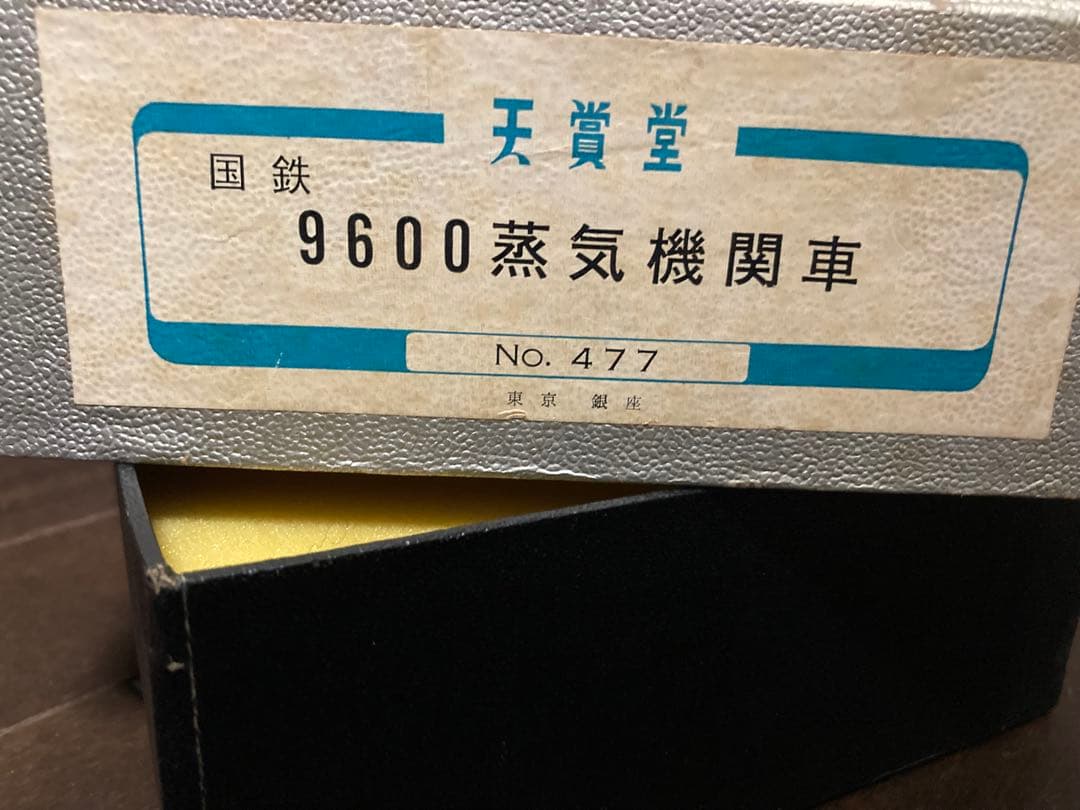 天賞堂
国鉄
9600蒸気機関車
No. 477
東京 銀座